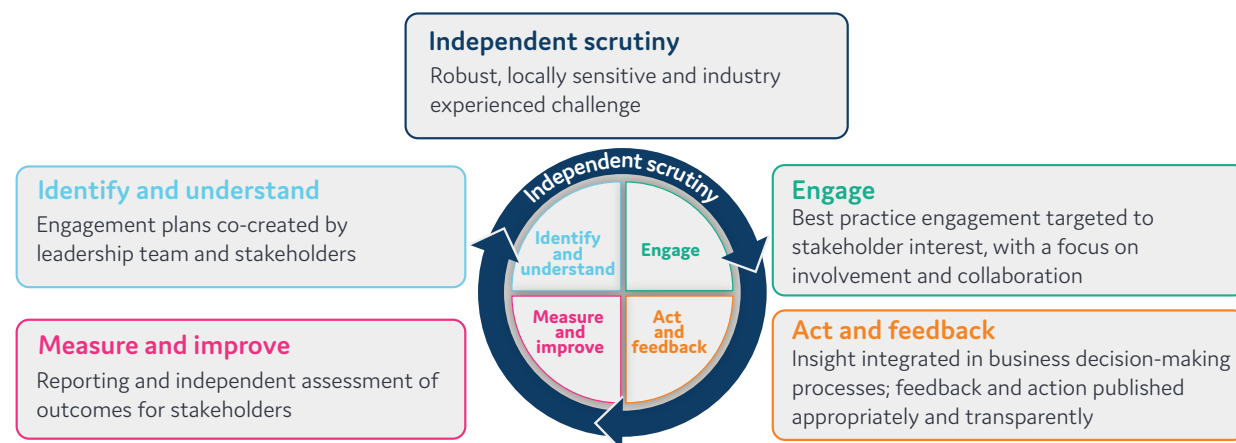 Independent scrutiny
Robust, locally sensitive and industry
experienced challenge
Identify and understand
Engagement plans co-created by
leadership team and stakeholders
Independent scrutiny
Identify
and
understand
Engage
Measure
and
improve
Act
and
feedback
Engage
Best practice engagement targeted to
stakeholder interest, with a focus on
involvement and collaboration
Measure and improve
Reporting and independent assessment of
outcomes for stakeholders
Act and feedback
Insight integrated in business decision-making
processes; feedback and action published
appropriately and transparently